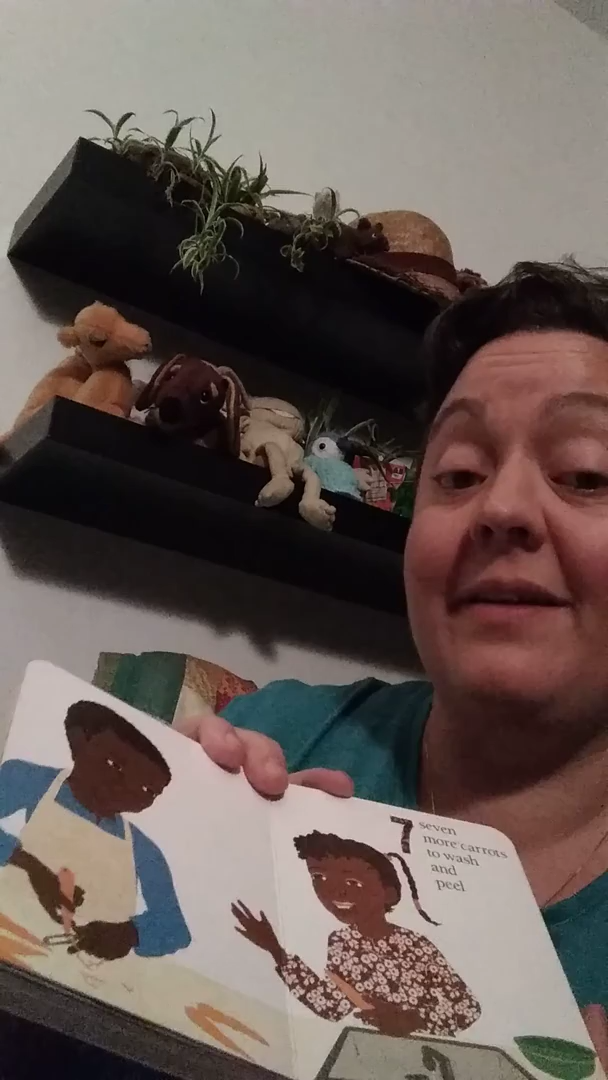 7 seven
more carrots
to wash
and
peel